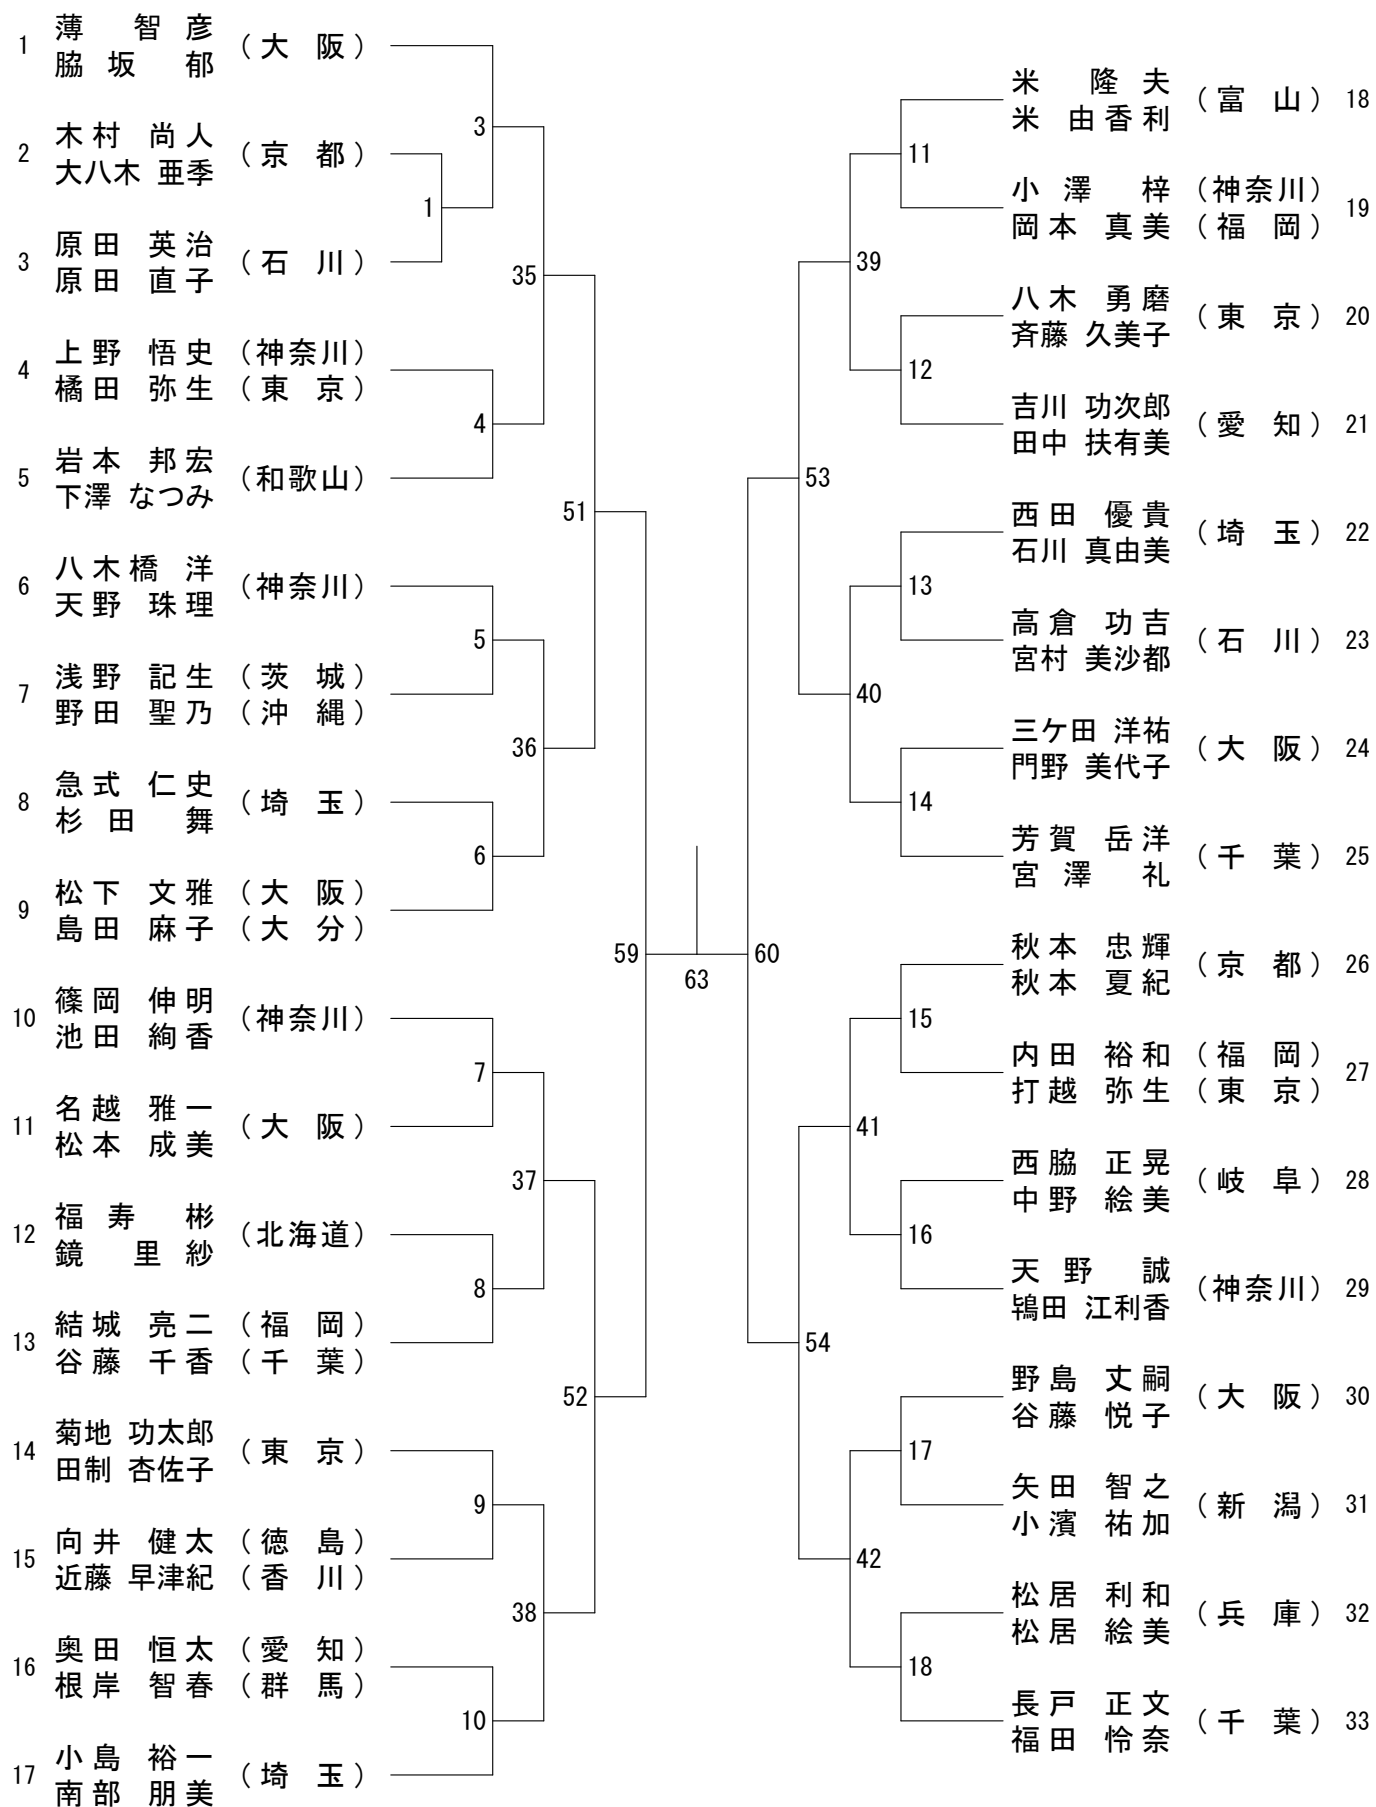 1 薄 智彦 (大 阪)
脇坂 郁
2 木村 尚人 (京 都)
大八木 亜季
3 原田 英治 (石 川)
原田 直子
4 上野 悟史 (神奈川)
橘田 弥生 (東 京)
5 岩本 邦宏 (和歌山)
下澤 なつみ
6 八木橋 洋 (神奈川)
天野 珠理
7 浅野 記生 (茨 城)
野田 聖乃 (沖 縄)
8 急式 仁史 (埼 玉)
杉田 舞
9 松下 文雅 (大 阪)
島田 麻子 (大 分)
10 篠岡 伸明 (神奈川)
池田 絢香
11 名越 雅一 (大 阪)
松本 成美
12 福寿 彬 (北海道)
鏡 里紗
13 結城 亮二 (福 岡)
谷藤 千香 (千 葉)
14 菊地 功太郎 (東 京)
田制 杏佐子
15 向井 健太 (徳 島)
近藤 早津紀 (香 川)
16 奥田 恒太 (愛 知)
根岸 智春 (群 馬)
17 小島 裕一 (埼 玉)
南部 朋美
3
1
35
4
51
5
36
6
59
7
37
8
52
9
38
10
63
60
53
39
11
12
40
13
14
54
41
15
16
42
17
18
米 隆夫 (富 山) 18
米 由香利
小澤 梓 (神奈川) 19
岡本 真美 (福 岡)
八木 勇磨 (東 京) 20
斉藤 久美子
吉川 功次郎 (愛 知) 21
田中 扶有美
西田 優貴 (埼 玉) 22
石川 真由美
高倉 功吉 (石 川) 23
宮村 美沙都
三ケ田 洋祐 (大 阪) 24
門野 美代子
芳賀 岳洋 (千 葉) 25
宮澤 礼
秋本 忠輝 (京 都) 26
秋本 夏紀
内田 裕和 (福 岡) 27
打越 弥生 (東 京)
西脇 正晃 (岐 阜) 28
中野 絵美
天野 誠 (神奈川) 29
鴇田 江利香
野島 丈嗣 (大 阪) 30
谷藤 悦子
矢田 智之 (新 潟) 31
小濱 祐加
松居 利和 (兵 庫) 32
松居 絵美
長戸 正文 (千 葉) 33
福田 怜奈